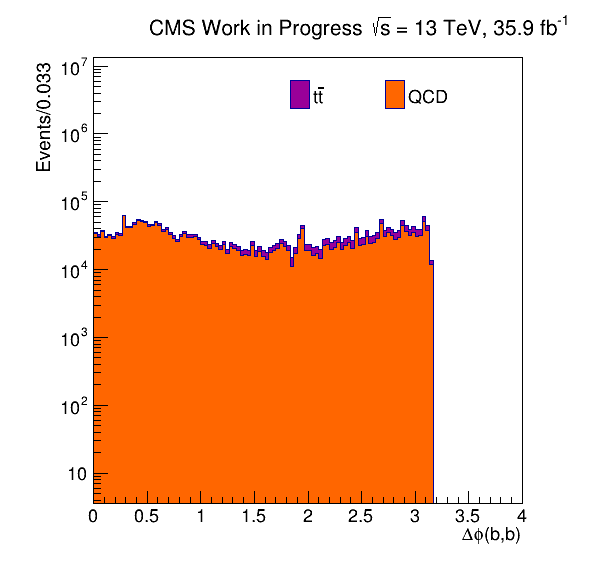 CMS Work in Progress √s = 13 TeV, 35.9 fb⁻¹
Events/0.033
10⁷
10⁶
10⁵
10⁴
10³
10²
10
tt̄
QCD
0 0.5 1 1.5 2 2.5 3 3.5 4
Δϕ(b,b)